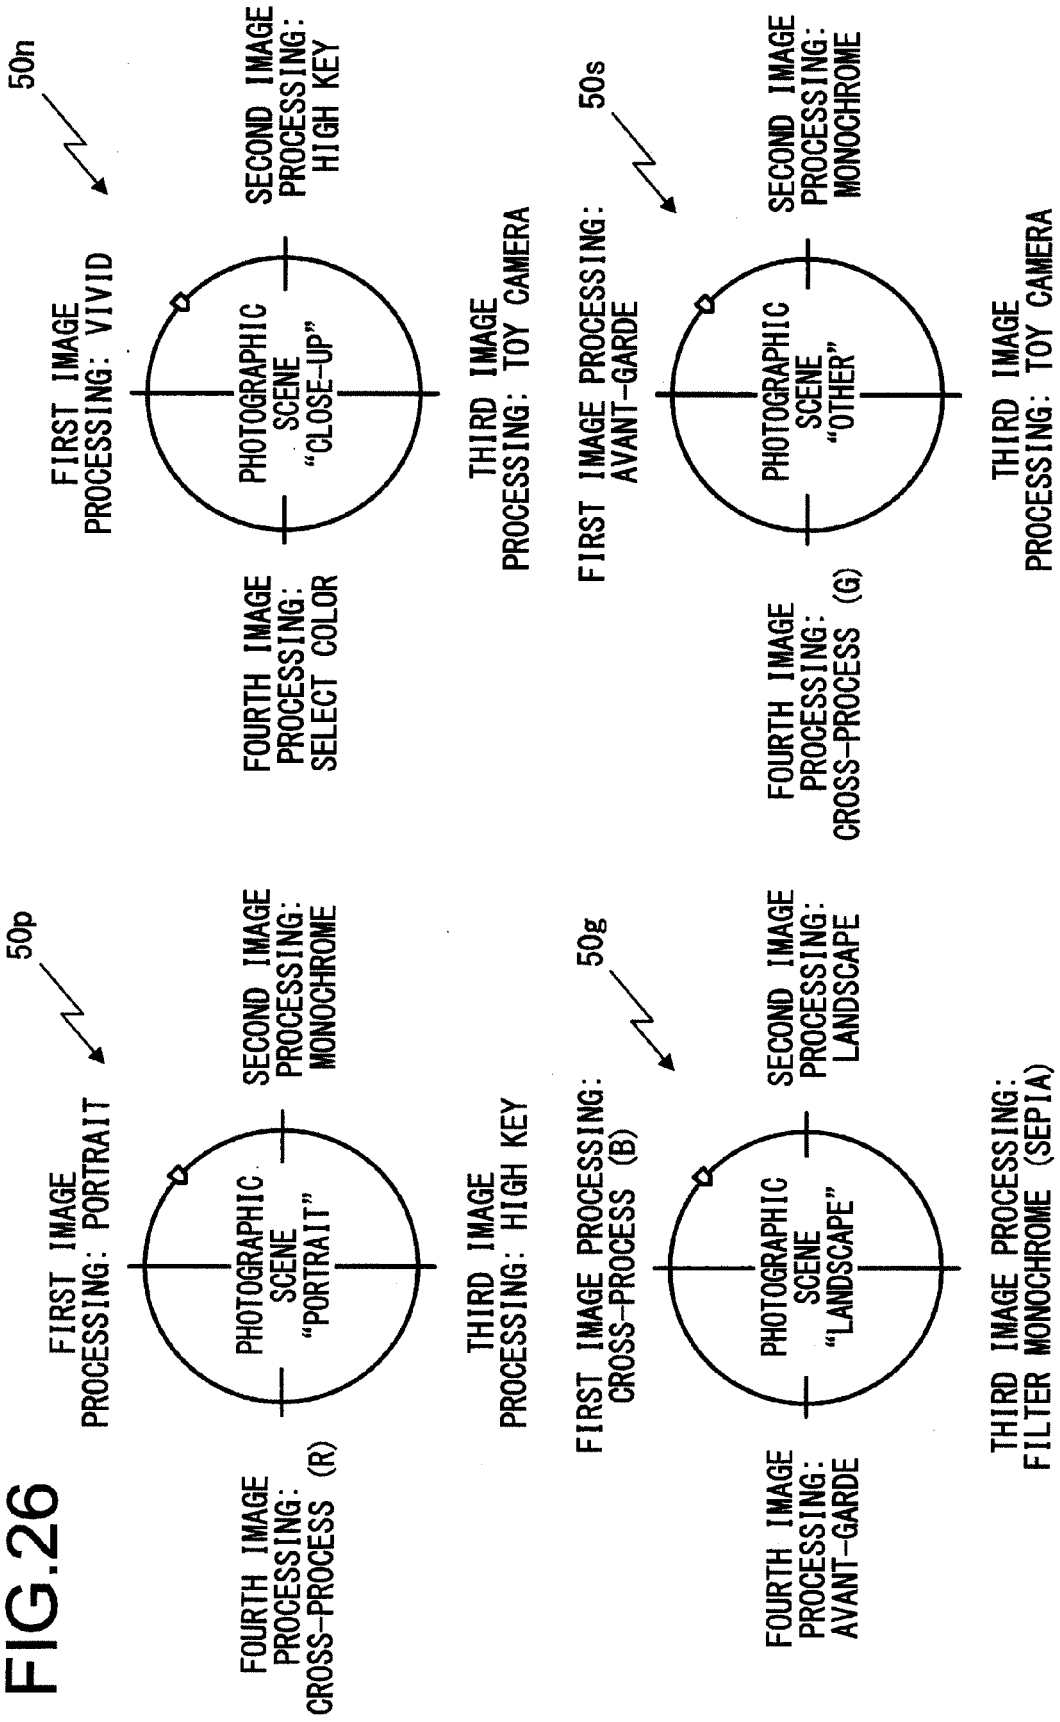 FIG.26
50p
FIRST IMAGE
PROCESSING: PORTRAIT
SECOND IMAGE
PROCESSING:
MONOCHROME
PHOTOGRAPHIC
SCENE
“PORTRAIT”
THIRD IMAGE
PROCESSING: HIGH KEY
FOURTH IMAGE
PROCESSING:
CROSS-PROCESS (R)
50n
FIRST IMAGE
PROCESSING: VIVID
SECOND IMAGE
PROCESSING:
HIGH KEY
PHOTOGRAPHIC
SCENE
“CLOSE-UP”
THIRD IMAGE
PROCESSING: TOY CAMERA
FOURTH IMAGE
PROCESSING:
SELECT COLOR
50g
FIRST IMAGE PROCESSING:
CROSS-PROCESS (B)
SECOND IMAGE
PROCESSING:
LANDSCAPE
PHOTOGRAPHIC
SCENE
“LANDSCAPE”
THIRD IMAGE PROCESSING:
FILTER MONOCHROME (SEPIA)
FOURTH IMAGE
PROCESSING:
AVANT-GARDE
50s
FIRST IMAGE PROCESSING:
AVANT-GARDE
SECOND IMAGE
PROCESSING:
MONOCHROME
PHOTOGRAPHIC
SCENE
“OTHER”
THIRD IMAGE
PROCESSING: TOY CAMERA
FOURTH IMAGE
PROCESSING:
CROSS-PROCESS (G)